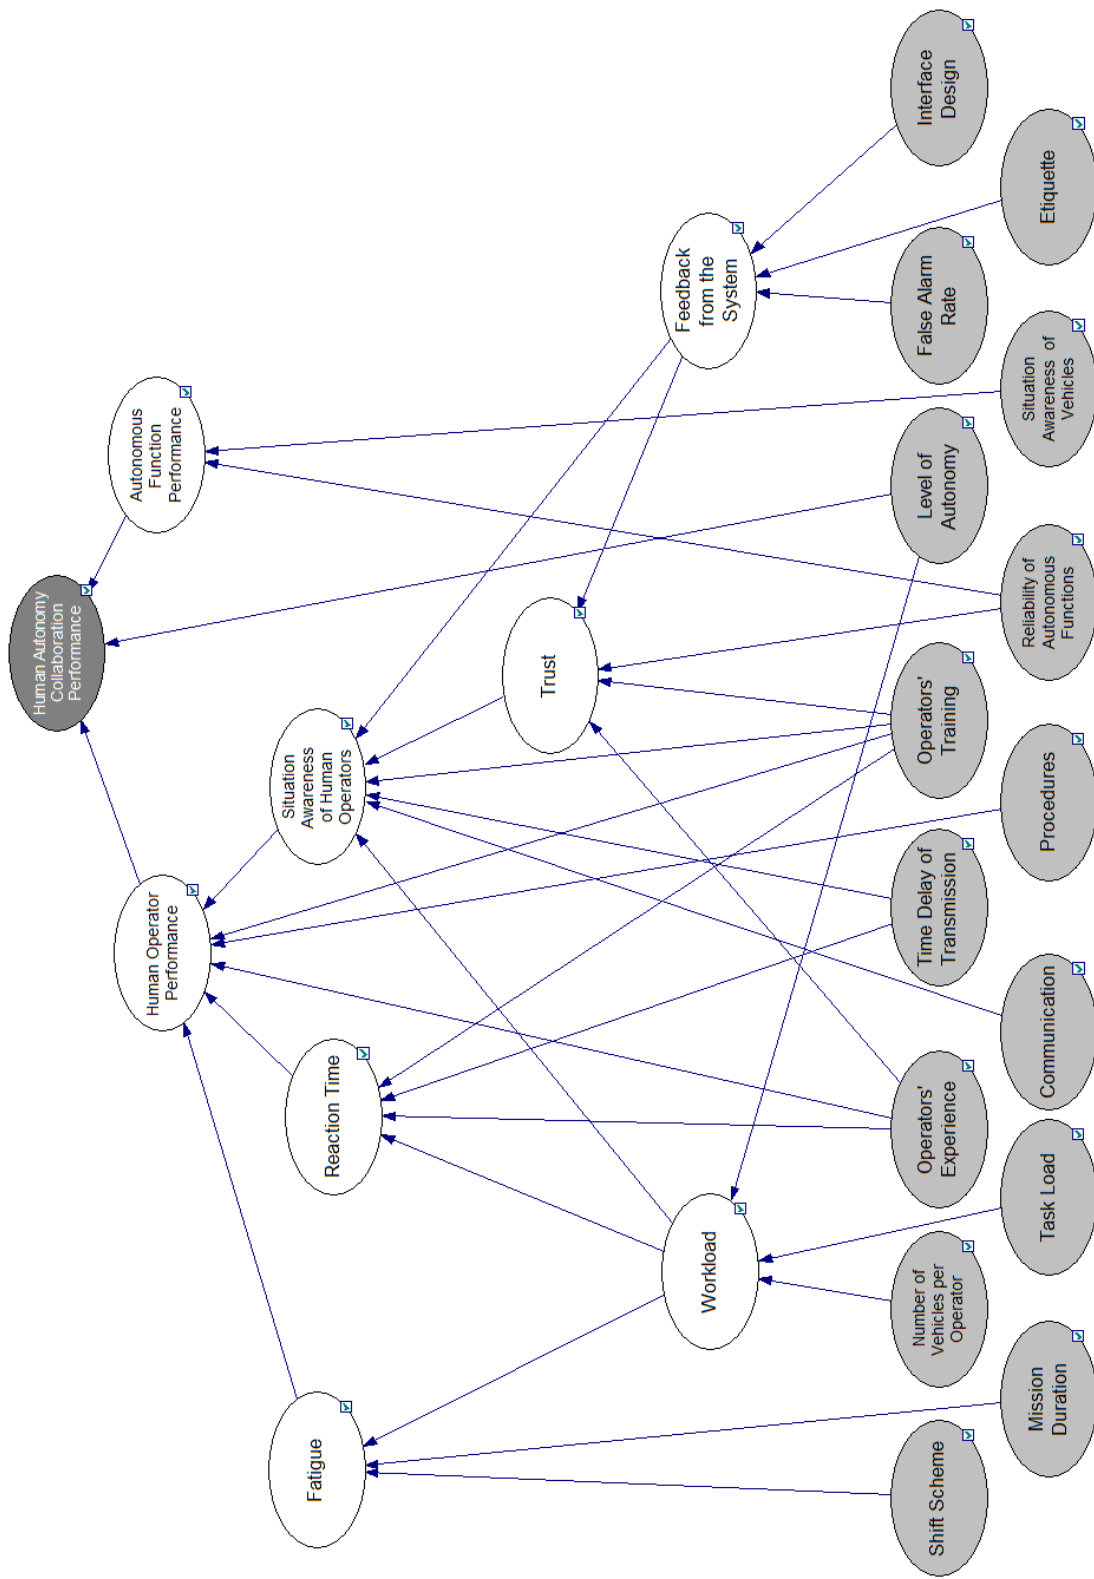 Human Autonomy
Collaboration
Performance
Human Operator
Performance
Autonomous
Function
Performance
Fatigue
Reaction Time
Situation
Awareness
of Human
Operators
Trust
Workload
Feedback
from the
System
Shift Scheme
Mission
Duration
Number of
Vehicles per
Operator
Task Load
Operators'
Experience
Communication
Time Delay of
Transmission
Procedures
Operators'
Training
Reliability of
Autonomous
Functions
Level of
Autonomy
Situation
Awareness of
Vehicles
False Alarm
Rate
Etiquette
Interface
Design